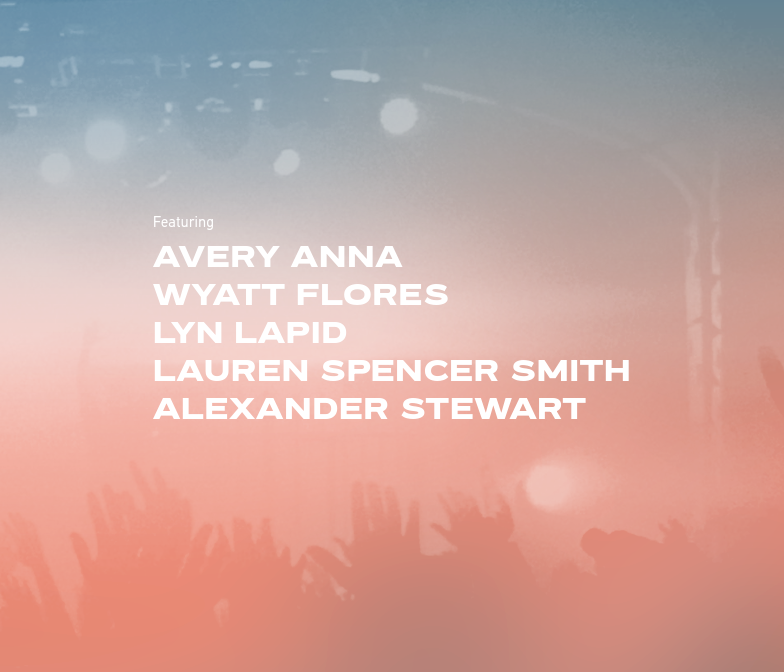 Featuring
AVERY ANNA
WYATT FLORES
LYN LAPID
LAUREN SPENCER SMITH
ALEXANDER STEWART